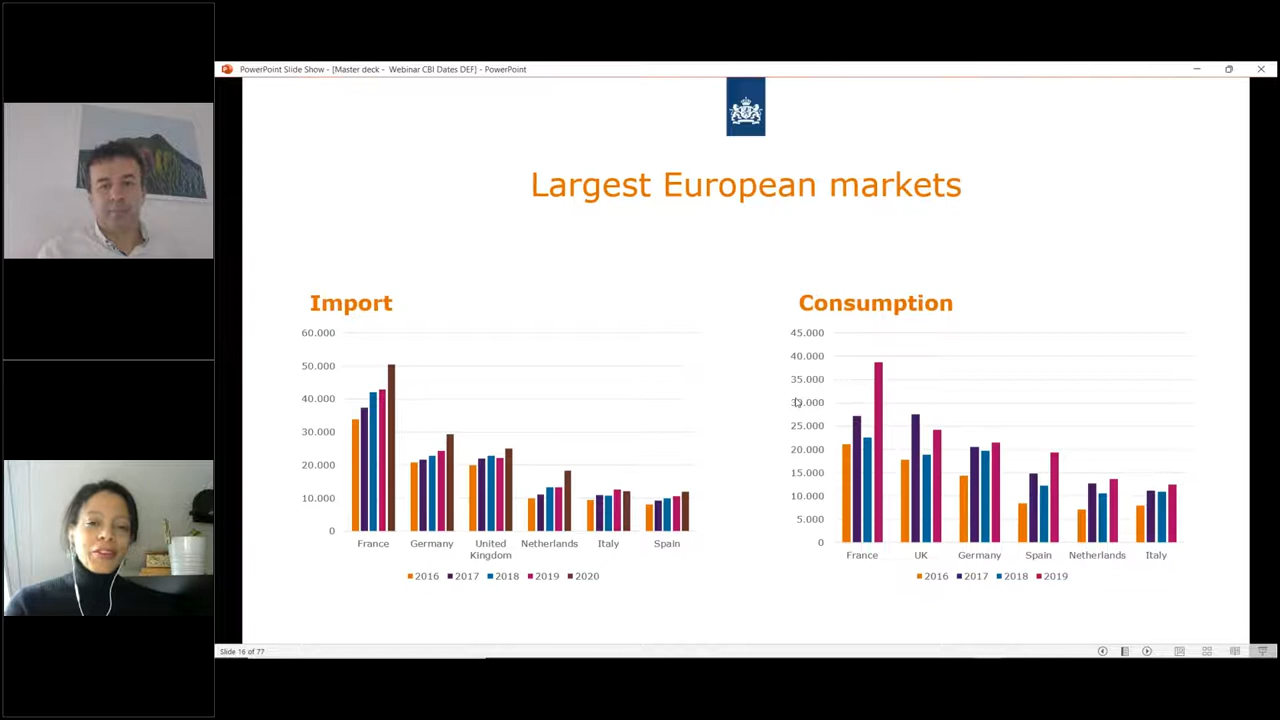 PowerPoint Slide Show - [Master deck - Webinar CBI Dates DEF] - PowerPoint
Largest European markets
Import
60.000
50.000
40.000
30.000
20.000
10.000
0
France Germany United Kingdom Netherlands Italy Spain
2016 2017 2018 2019 2020
Consumption
45.000
40.000
35.000
30.000
25.000
20.000
15.000
10.000
5.000
0
France UK Germany Spain Netherlands Italy
2016 2017 2018 2019
Slide 16 of 77